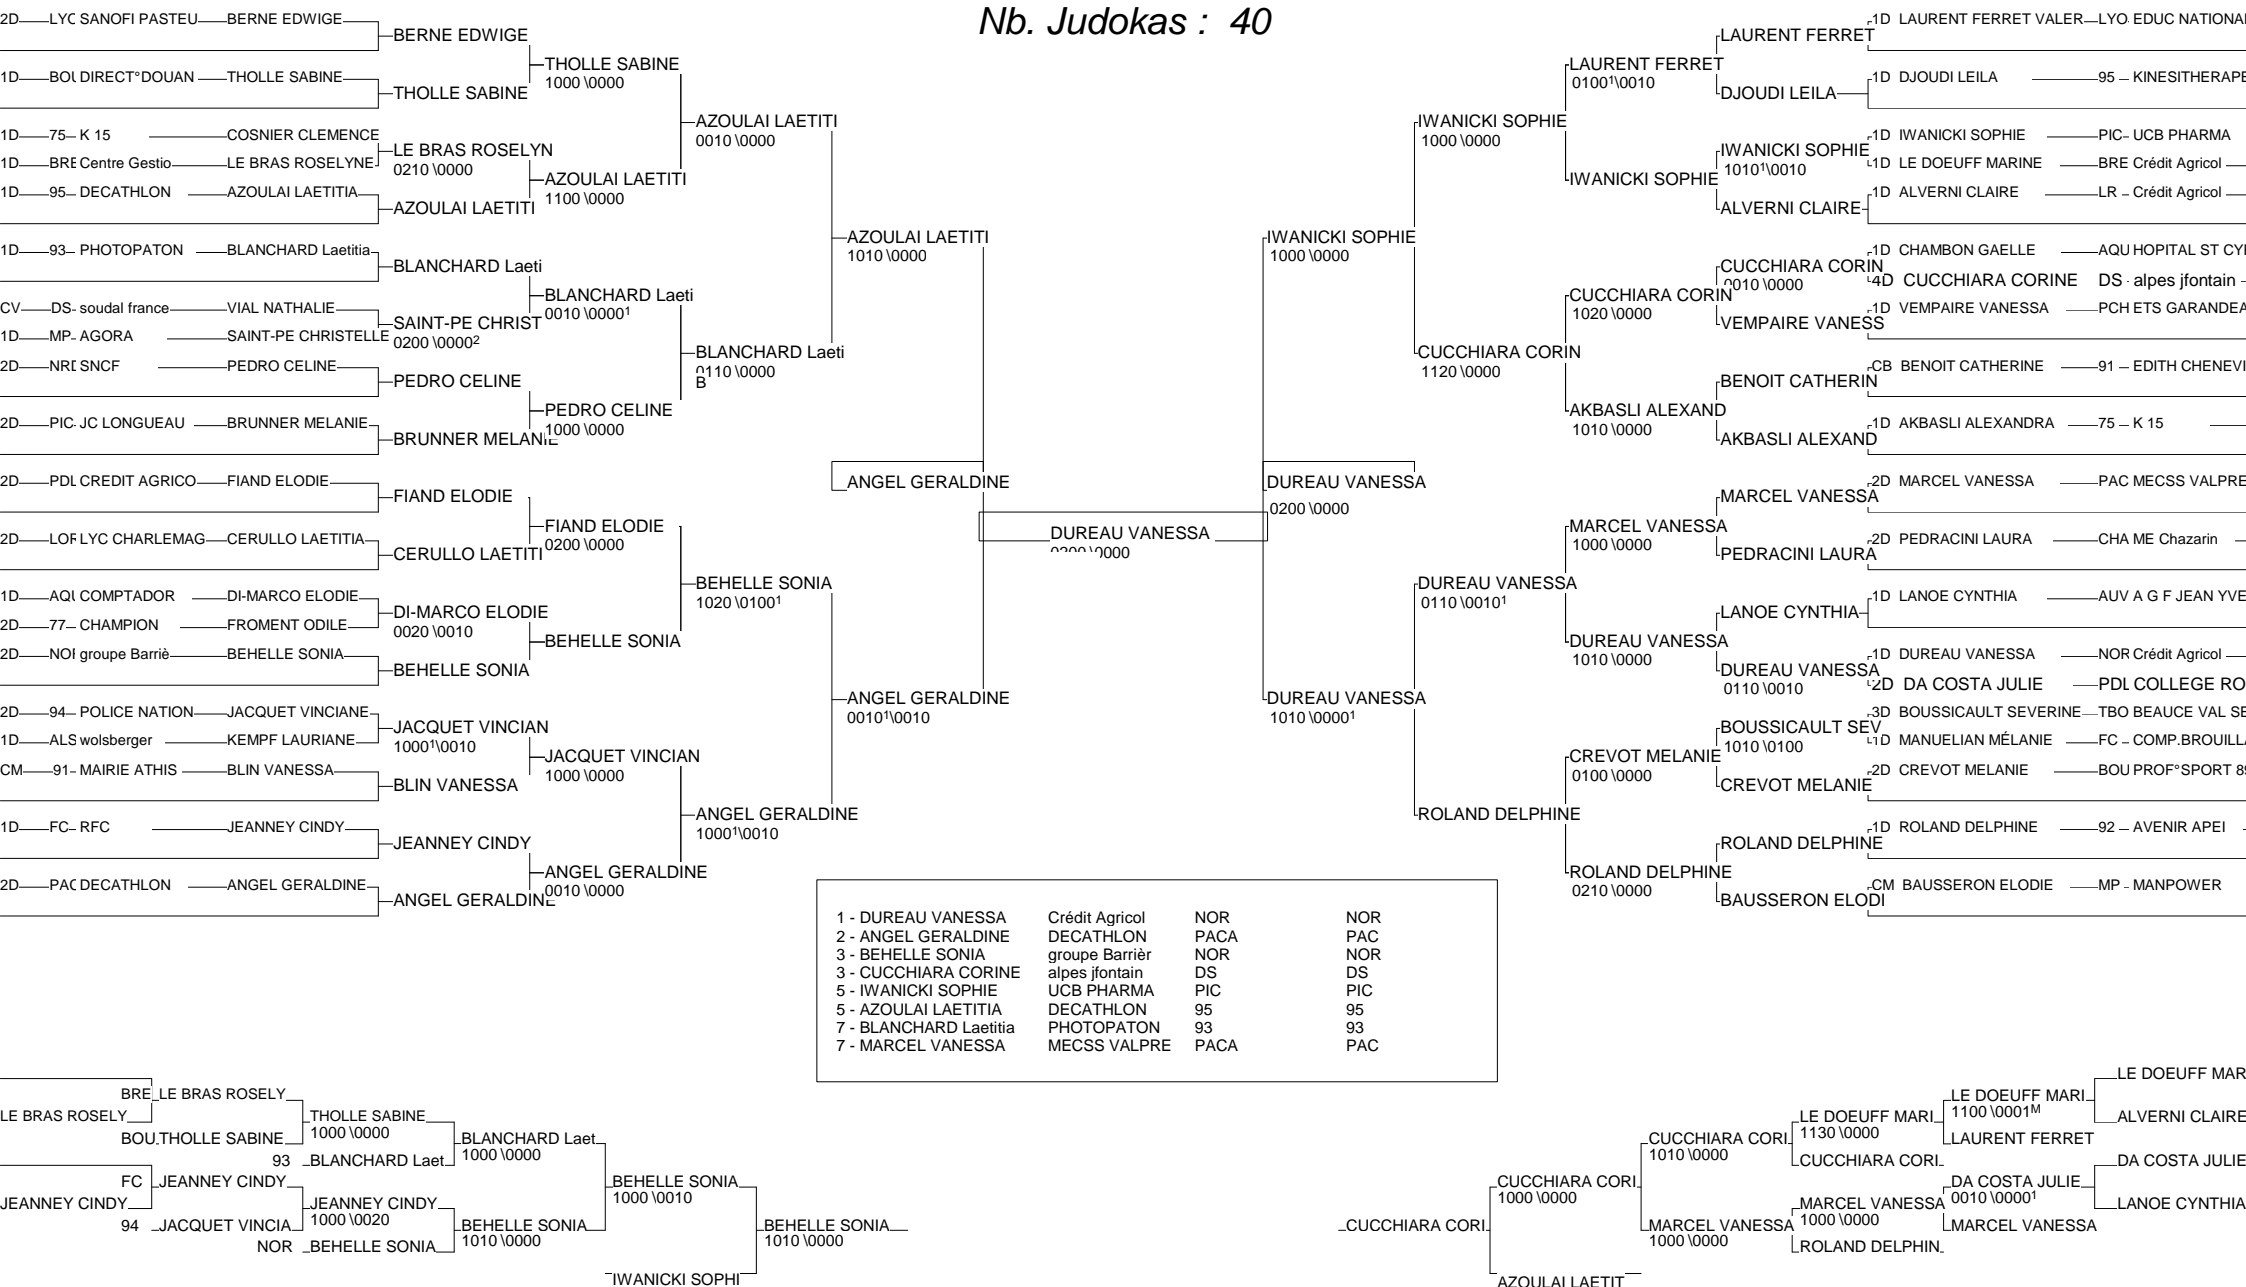 Nb. Judokas : 40
2D LYC SANOFI PASTEU BERNE EDWIGE
1D BOU DIRECT°DOUAN THOLLE SABINE
1D 75 K 15 COSNIER CLEMENCE
1D BRE Centre Gestio LE BRAS ROSELYNE
1D 95 DECATHLON AZOULAI LAETITIA
1D 93 PHOTOPATON BLANCHARD Laetitia
CV DS soudal france VIAL NATHALIE
1D MP AGORA SAINT-PE CHRISTELLE
2D NRD SNCF PEDRO CELINE
2D PIC JC LONGUEAU BRUNNER MELANIE
2D PDL CREDIT AGRICO FIAND ELODIE
2D LOR LYC CHARLEMAG CERULLO LAETITIA
1D AQU COMPTADOR DI-MARCO ELODIE
2D 77 CHAMPION FROMENT ODILE
2D NOR groupe Barriè BEHELLE SONIA
2D 94 POLICE NATION JACQUET VINCIANE
1D ALS wolsberger KEMPF LAURIANE
CM 91 MAIRIE ATHIS BLIN VANESSA
1D FC RFC JEANNEY CINDY
2D PAC DECATHLON ANGEL GERALDINE
BERNE EDWIGE
THOLLE SABINE
LE BRAS ROSELYN
0210 \0000
AZOULAI LAETITI
BLANCHARD Laeti
SAINT-PE CHRIST
0200 \0000²
PEDRO CELINE
BRUNNER MELANIE
FIAND ELODIE
CERULLO LAETITI
DI-MARCO ELODIE
0020 \0010
BEHELLE SONIA
JACQUET VINCIAN
1000¹\0010
BLIN VANESSA
JEANNEY CINDY
ANGEL GERALDINE
THOLLE SABINE
1000 \0000
AZOULAI LAETITI
1100 \0000
BLANCHARD Laeti
0010 \0000¹
PEDRO CELINE
1000 \0000
FIAND ELODIE
0200 \0000
BEHELLE SONIA
JACQUET VINCIAN
1000 \0000
ANGEL GERALDINE
0010 \0000
AZOULAI LAETITI
0010 \0000
BLANCHARD Laeti
0110 \0000
B
BEHELLE SONIA
1020 \0100¹
ANGEL GERALDINE
1000¹\0010
AZOULAI LAETITI
1010 \0000
ANGEL GERALDINE
0010¹\0010
ANGEL GERALDINE
DUREAU VANESSA
0200 \0000
DUREAU VANESSA
0200 \0000
IWANICKI SOPHIE
1000 \0000
DUREAU VANESSA
1010 \0000¹
IWANICKI SOPHIE
1000 \0000
CUCCHIARA CORIN
1120 \0000
DUREAU VANESSA
0110 \0010¹
ROLAND DELPHINE
LAURENT FERRET
0100¹\0010
IWANICKI SOPHIE
CUCCHIARA CORIN
1020 \0000
AKBASLI ALEXAND
1010 \0000
MARCEL VANESSA
1000 \0000
DUREAU VANESSA
1010 \0000
CREVOT MELANIE
0100 \0000
ROLAND DELPHINE
0210 \0000
LAURENT FERRET
DJOUDI LEILA
IWANICKI SOPHIE
1010¹\0010
ALVERNI CLAIRE
CUCCHIARA CORIN
0010 \0000
VEMPAIRE VANESS
BENOIT CATHERIN
AKBASLI ALEXAND
MARCEL VANESSA
PEDRACINI LAURA
LANOE CYNTHIA
DUREAU VANESSA
0110 \0010
BOUSSICAULT SEV
1010 \0100
CREVOT MELANIE
ROLAND DELPHINE
BAUSSERON ELODI
1D LAURENT FERRET VALER LYO EDUC NATIONAL
1D DJOUDI LEILA 95 KINESITHERAPE
1D IWANICKI SOPHIE PIC UCB PHARMA
1D LE DOEUFF MARINE BRE Crédit Agricol
1D ALVERNI CLAIRE LR Crédit Agricol
1D CHAMBON GAELLE AQU HOPITAL ST CY
4D CUCCHIARA CORINE DS alpes jfontain
1D VEMPAIRE VANESSA PCH ETS GARANDEA
CB BENOIT CATHERINE 91 EDITH CHENEVI
1D AKBASLI ALEXANDRA 75 K 15
2D MARCEL VANESSA PAC MECSS VALPRE
2D PEDRACINI LAURA CHA ME Chazarin
1D LANOE CYNTHIA AUV A G F JEAN YVE
1D DUREAU VANESSA NOR Crédit Agricol
2D DA COSTA JULIE PDL COLLEGE RO
3D BOUSSICAULT SEVERINE TBO BEAUCE VAL SE
1D MANUELIAN MÉLANIE FC COMP.BROUILLA
2D CREVOT MELANIE BOU PROF°SPORT 89
1D ROLAND DELPHINE 92 AVENIR APEI
CM BAUSSERON ELODIE MP MANPOWER
1 - DUREAU VANESSA Crédit Agricol NOR NOR
2 - ANGEL GERALDINE DECATHLON PACA PAC
3 - BEHELLE SONIA groupe Barrièr NOR NOR
3 - CUCCHIARA CORINE alpes jfontain DS DS
5 - IWANICKI SOPHIE UCB PHARMA PIC PIC
5 - AZOULAI LAETITIA DECATHLON 95 95
7 - BLANCHARD Laetitia PHOTOPATON 93 93
7 - MARCEL VANESSA MECSS VALPRE PACA PAC
BRE LE BRAS ROSELY
LE BRAS ROSELY
BOU THOLLE SABINE
THOLLE SABINE
1000 \0000
93 BLANCHARD Laet
BLANCHARD Laet
1000 \0000
FC JEANNEY CINDY
JEANNEY CINDY
94 JACQUET VINCIA
JEANNEY CINDY
1000 \0020
NOR BEHELLE SONIA
BEHELLE SONIA
1010 \0000
BEHELLE SONIA
1000 \0010
IWANICKI SOPHI
BEHELLE SONIA
1010 \0000
CUCCHIARA CORI
CUCCHIARA CORI
1000 \0000
AZOULAI LAETIT
CUCCHIARA CORI
1010 \0000
MARCEL VANESSA
1000 \0000
LE DOEUFF MARI
1130 \0000
CUCCHIARA CORI
MARCEL VANESSA
1000 \0000
ROLAND DELPHIN
LE DOEUFF MARI
1100 \0001ᴹ
LAURENT FERRET
DA COSTA JULIE
0010 \0000¹
MARCEL VANESSA
LE DOEUFF MAR
ALVERNI CLAIRE
DA COSTA JULIE
LANOE CYNTHIA